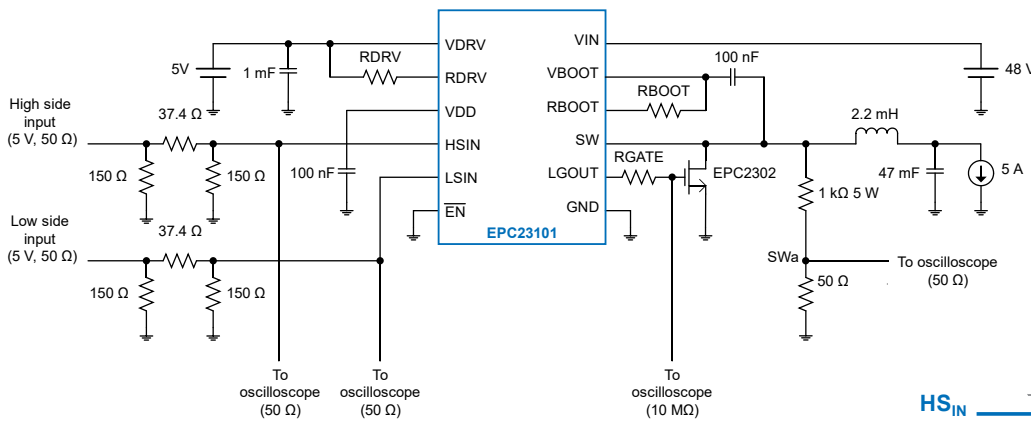 VDRV
RDRV
VDD
HSIN
LSIN
EN
VIN
VBOOT
RBOOT
SW
LGOUT
GND
EPC23101
5V
1 mF
RDRV
High side
input
(5 V, 50 Ω)
37.4 Ω
150 Ω
150 Ω
100 nF
Low side
input
(5 V, 50 Ω)
37.4 Ω
150 Ω
150 Ω
To
oscilloscope
(50 Ω)
To
oscilloscope
(50 Ω)
100 nF
RBOOT
48 V
2.2 mH
RGATE
EPC2302
47 mF
5 A
1 kΩ 5 W
SWa
50 Ω
To oscilloscope
(50 Ω)
To
oscilloscope
(10 MΩ)
HSIN